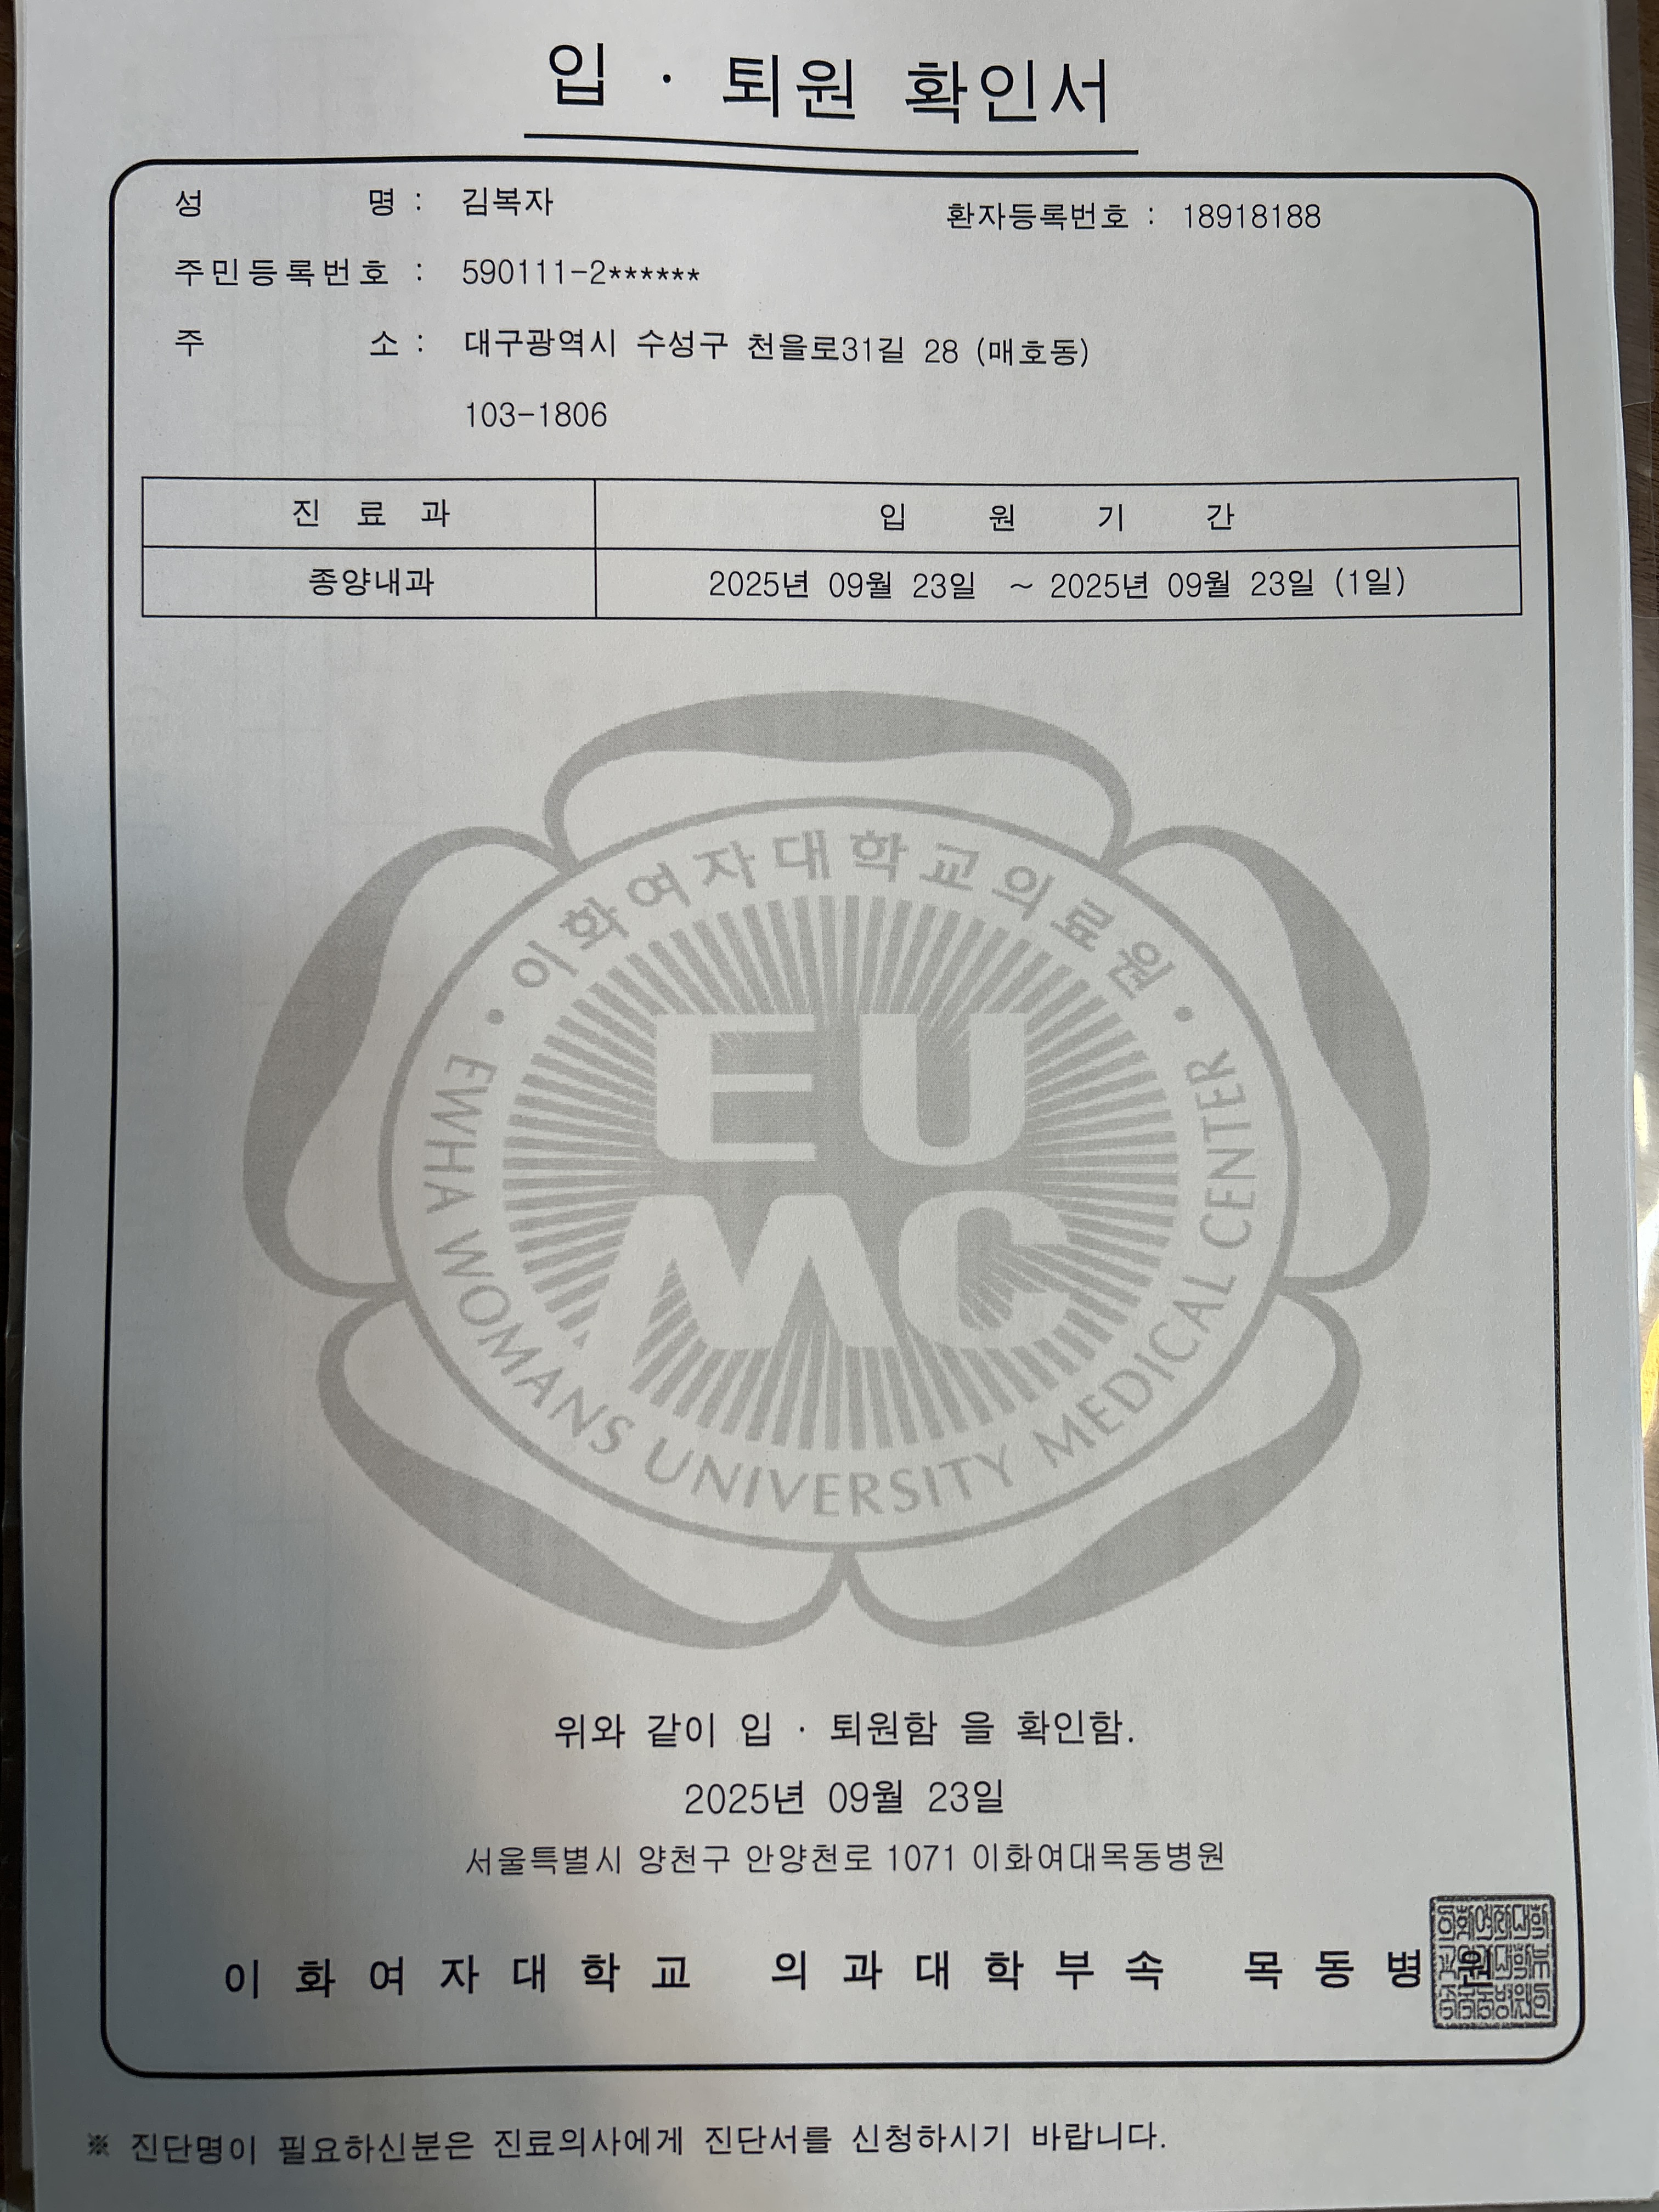 입 · 퇴원 확인서
성 명 : 김복자 환자등록번호 : 18918188
주민등록번호 : 590111-2******
주 소 : 대구광역시 수성구 천을로31길 28 (매호동)
103-1806
진 료 과 입 원 기 간
종양내과 2025년 09월 23일 ~ 2025년 09월 23일 (1일)
• 이화여자대학교의료원 •
EU
MC
EWHA WOMANS UNIVERSITY MEDICAL CENTER
위와 같이 입 · 퇴원함 을 확인함.
2025년 09월 23일
서울특별시 양천구 안양천로 1071 이화여대목동병원
이 화 여 자 대 학 교 의 과 대 학 부 속 목 동 병 원
※ 진단명이 필요하신분은 진료의사에게 진단서를 신청하시기 바랍니다.